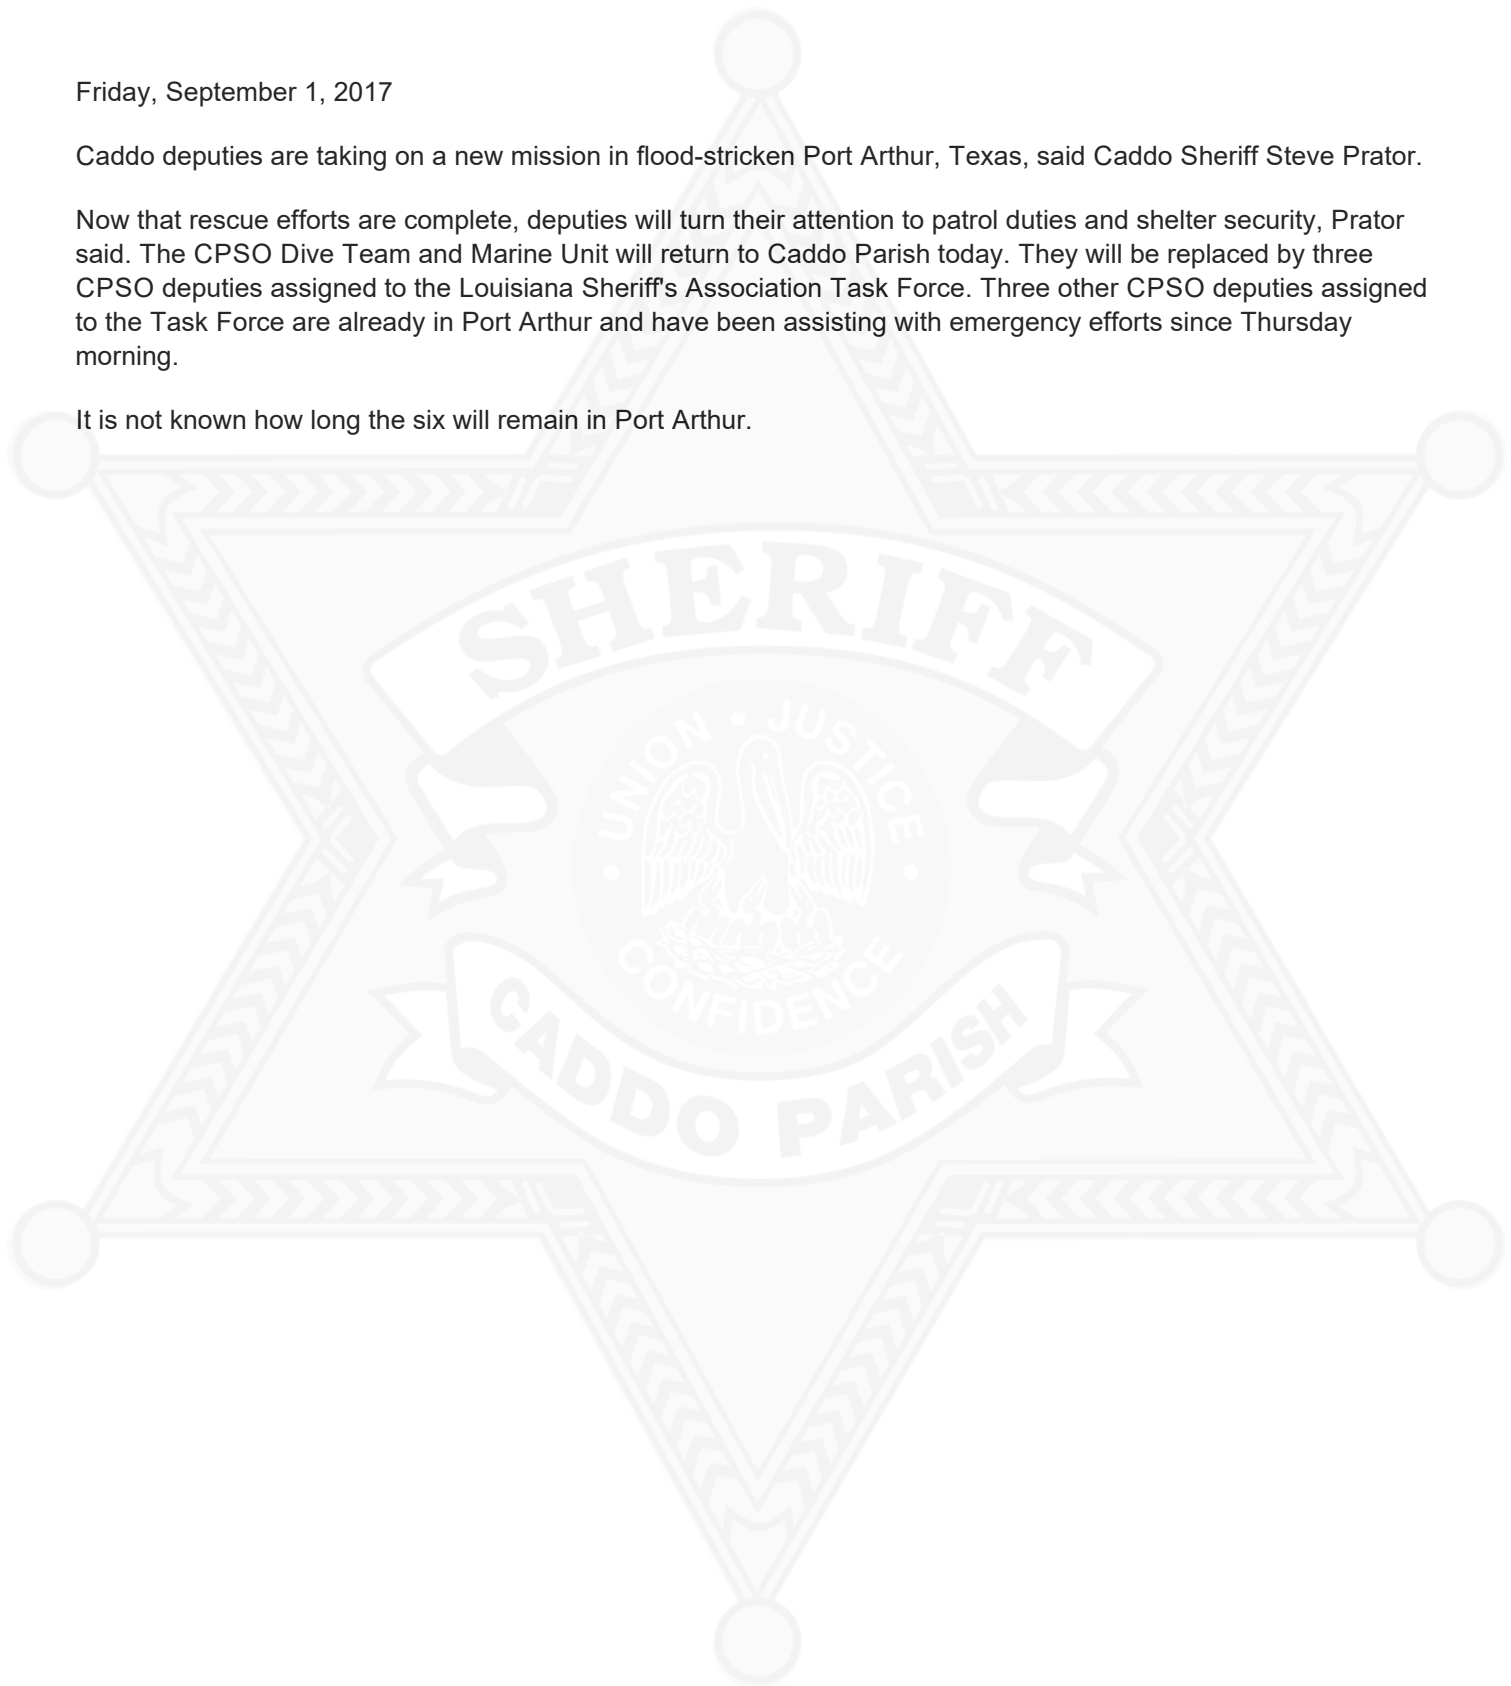 Friday, September 1, 2017
Caddo deputies are taking on a new mission in flood-stricken Port Arthur, Texas, said Caddo Sheriff Steve Prator.
Now that rescue efforts are complete, deputies will turn their attention to patrol duties and shelter security, Prator
said. The CPSO Dive Team and Marine Unit will return to Caddo Parish today. They will be replaced by three
CPSO deputies assigned to the Louisiana Sheriff's Association Task Force. Three other CPSO deputies assigned
to the Task Force are already in Port Arthur and have been assisting with emergency efforts since Thursday
morning.
It is not known how long the six will remain in Port Arthur.
SHERIFF
UNION • JUSTICE
• CONFIDENCE •
CADDO PARISH